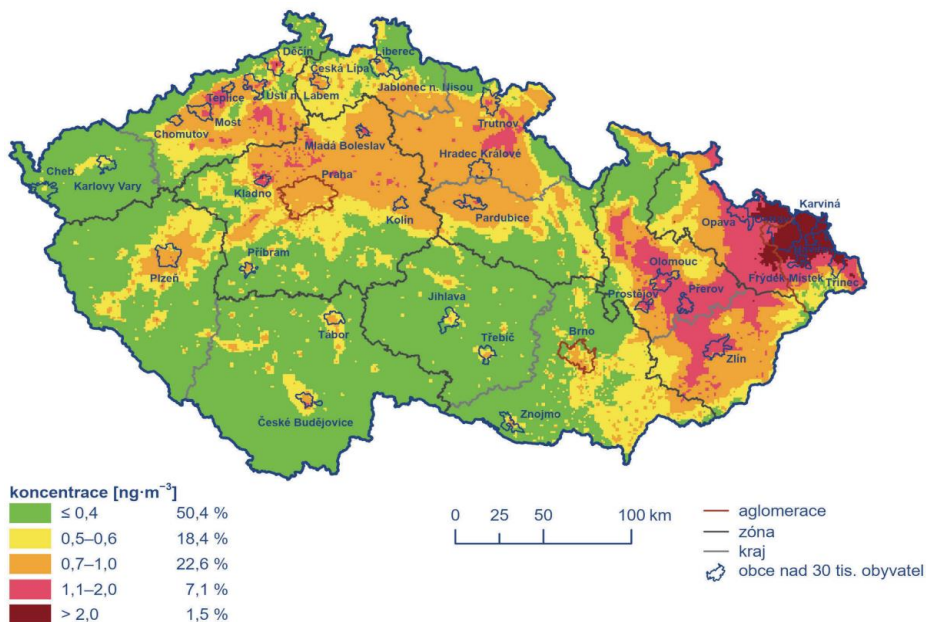 Děčín
Liberec
Česká Lípa
Jablonec n. Nisou
Teplice
Ústí n. Labem
Most
Chomutov
Trutnov
Mladá Boleslav
Hradec Králové
Cheb
Karlovy Vary
Praha
Kladno
Kolín
Pardubice
Karviná
Opava
Příbram
Plzeň
Olomouc
Frýdek-Místek
Třinec
Prostějov
Přerov
Jihlava
Tábor
Třebíč
Brno
Zlín
České Budějovice
Znojmo
koncentrace [ng·m⁻³]
≤ 0,4 50,4 %
0,5–0,6 18,4 %
0,7–1,0 22,6 %
1,1–2,0 7,1 %
> 2,0 1,5 %
0 25 50 100 km
aglomerace
zóna
kraj
obce nad 30 tis. obyvatel